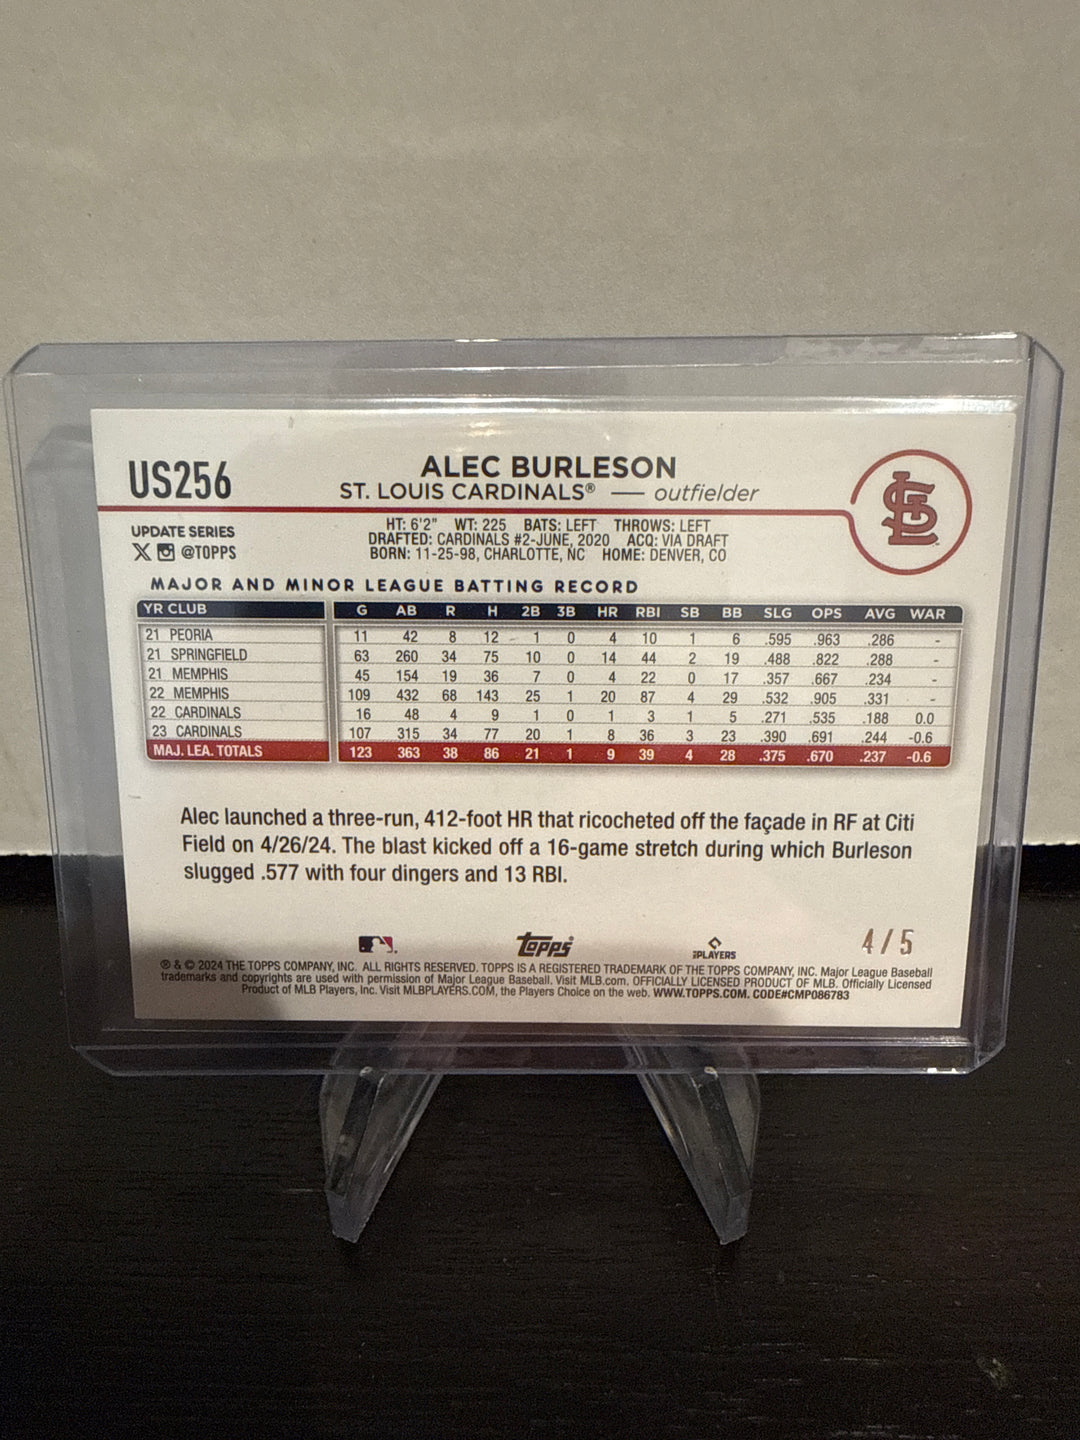 US256
ALEC BURLESON
ST. LOUIS CARDINALS® — outfielder
UPDATE SERIES
@TOPPS
HT: 6'2" WT: 225 BATS: LEFT THROWS: LEFT
DRAFTED: CARDINALS #2-JUNE, 2020 ACQ: VIA DRAFT
BORN: 11-25-98, CHARLOTTE, NC HOME: DENVER, CO
MAJOR AND MINOR LEAGUE BATTING RECORD
YR CLUB G AB R H 2B 3B HR RBI SB BB SLG OPS AVG WAR
21 PEORIA 11 42 8 12 1 0 4 10 1 6 .595 .963 .286 -
21 SPRINGFIELD 63 260 34 75 10 0 14 44 2 19 .488 .822 .288 -
21 MEMPHIS 45 154 19 36 7 0 4 22 0 17 .357 .667 .234 -
22 MEMPHIS 109 432 68 143 25 1 20 87 4 29 .532 .905 .331 -
22 CARDINALS 16 48 4 9 1 0 1 3 1 5 .271 .535 .188 0.0
23 CARDINALS 107 315 34 77 20 1 8 36 3 23 .390 .691 .244 -0.6
MAJ. LEA. TOTALS 123 363 38 86 21 1 9 39 4 28 .375 .670 .237 -0.6
Alec launched a three-run, 412-foot HR that ricocheted off the façade in RF at Citi
Field on 4/26/24. The blast kicked off a 16-game stretch during which Burleson
slugged .577 with four dingers and 13 RBI.
Topps
PLAYERS
4/5
® & © 2024 THE TOPPS COMPANY, INC. ALL RIGHTS RESERVED. TOPPS IS A REGISTERED TRADEMARK OF THE TOPPS COMPANY, INC. Major League Baseball
trademarks and copyrights are used with permission of Major League Baseball. Visit MLB.com. OFFICIALLY LICENSED PRODUCT OF MLB. Officially Licensed
Product of MLB Players, Inc. Visit MLBPLAYERS.COM, the Players Choice on the web. WWW.TOPPS.COM. CODE#CMP086783